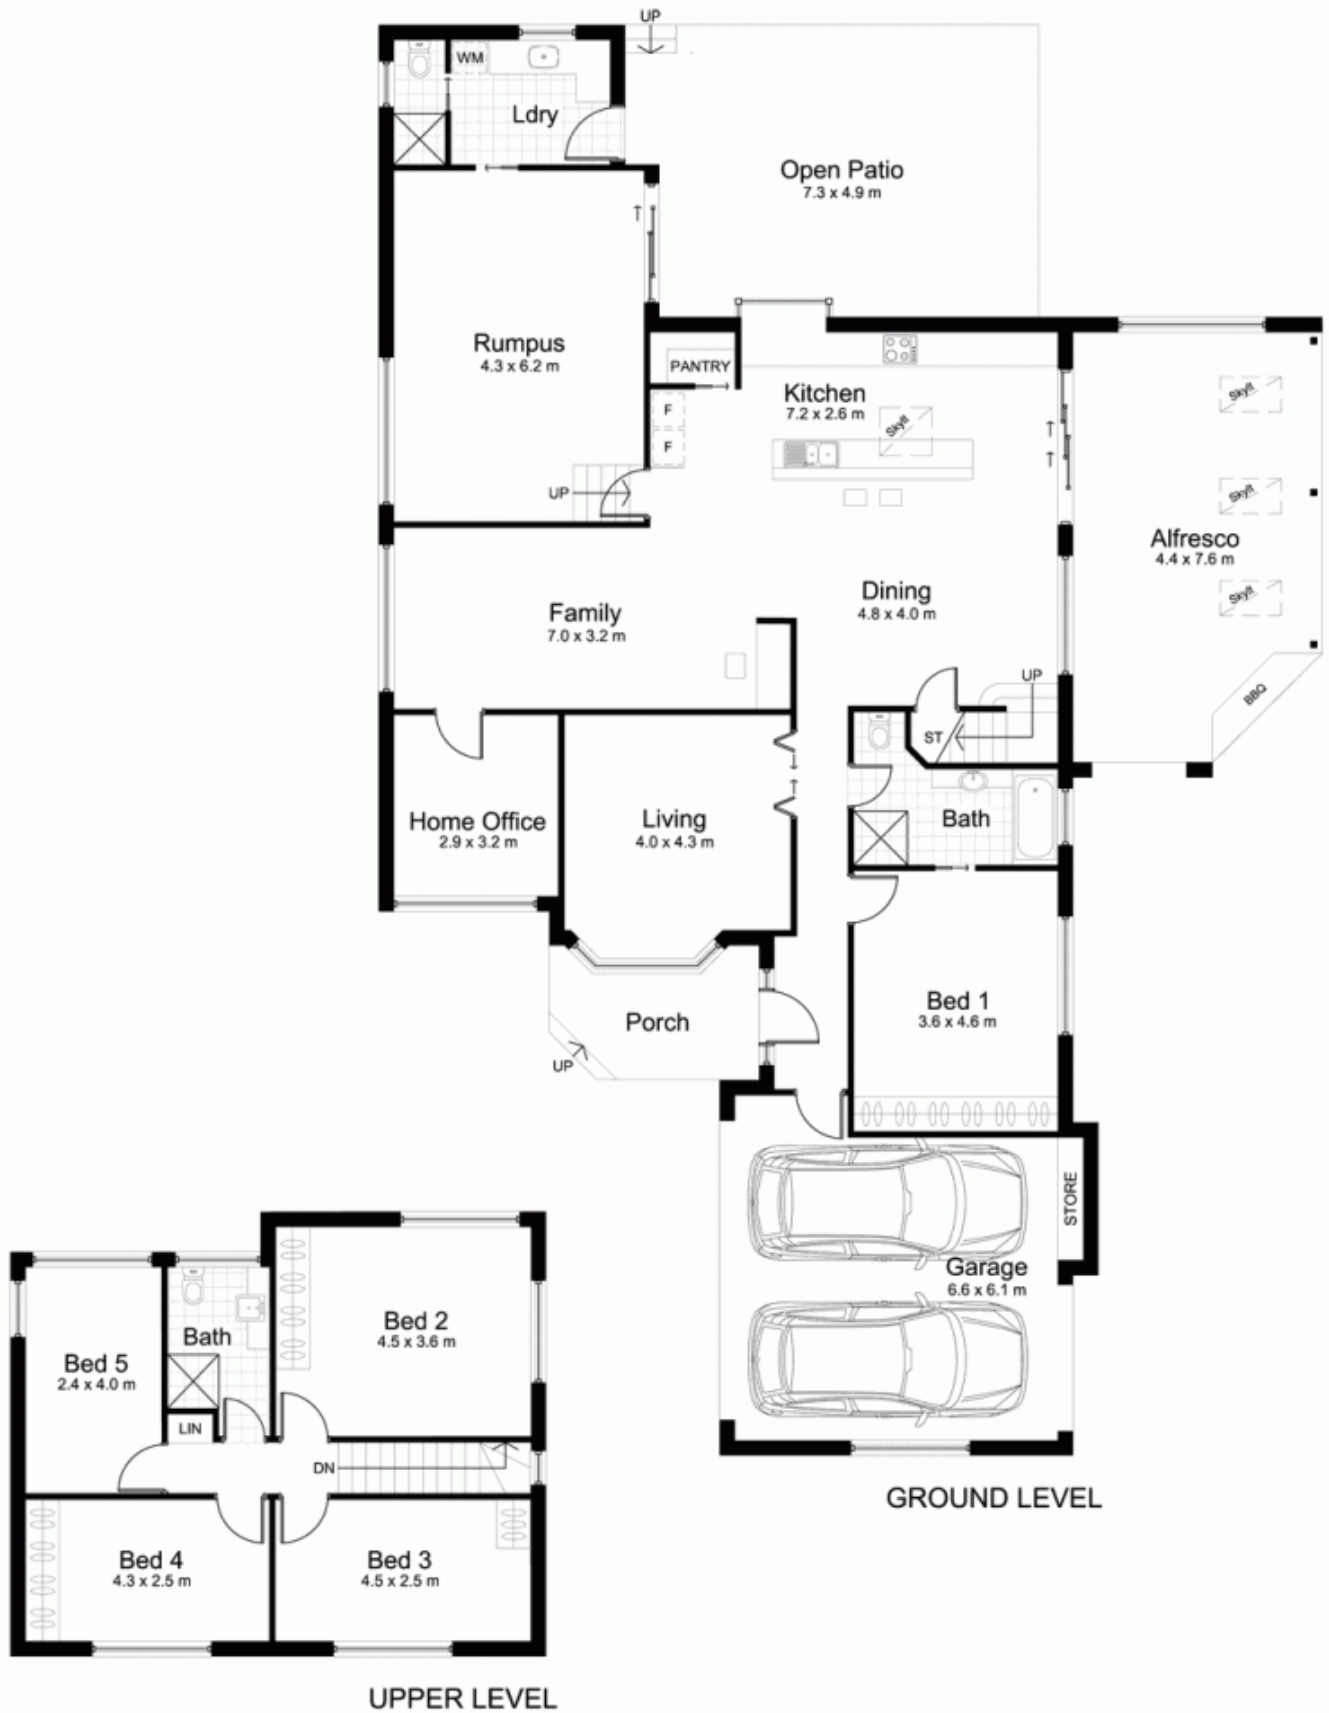 UP
WM
Ldry
Open Patio
7.3 x 4.9 m
Rumpus
4.3 x 6.2 m
PANTRY
F
F
Kitchen
7.2 x 2.6 m
Skylt
Skylt
Skylt
Skylt
UP
Alfresco
4.4 x 7.6 m
Dining
4.8 x 4.0 m
Family
7.0 x 3.2 m
UP
BBQ
ST
Home Office
2.9 x 3.2 m
Living
4.0 x 4.3 m
Bath
Bed 1
3.6 x 4.6 m
Porch
UP
STORE
Garage
6.6 x 6.1 m
GROUND LEVEL
Bed 2
4.5 x 3.6 m
Bath
Bed 5
2.4 x 4.0 m
LIN
DN
Bed 4
4.3 x 2.5 m
Bed 3
4.5 x 2.5 m
UPPER LEVEL